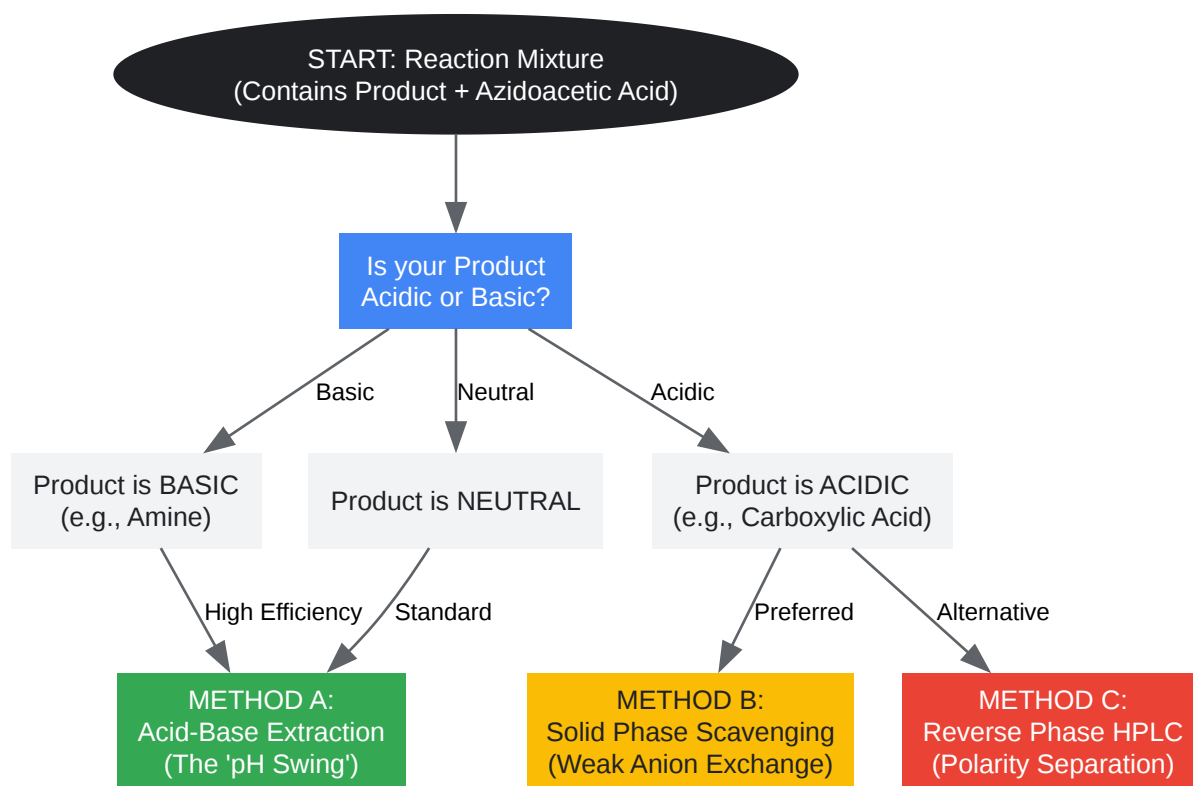 START: Reaction Mixture
(Contains Product + Azidoacetic Acid)
Is your Product
Acidic or Basic?
Basic
Neutral
Acidic
Product is BASIC
(e.g., Amine)
Product is NEUTRAL
Product is ACIDIC
(e.g., Carboxylic Acid)
High Efficiency
Standard
Preferred
Alternative
METHOD A:
Acid-Base Extraction
(The 'pH Swing')
METHOD B:
Solid Phase Scavenging
(Weak Anion Exchange)
METHOD C:
Reverse Phase HPLC
(Polarity Separation)